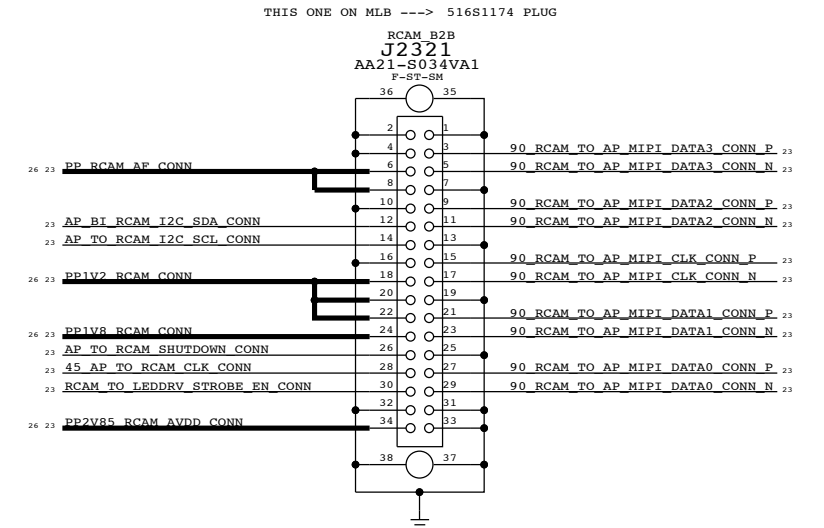 THIS ONE ON MLB ---> 516S1174 PLUG
RCAM_B2B
J2321
AA21-S034VA1
F-ST-SM
36 35
2 1
4 3 90_RCAM_TO_AP_MIPI_DATA3_CONN_P 23
26 23 PP_RCAM_AF_CONN 6 5 90_RCAM_TO_AP_MIPI_DATA3_CONN_N 23
8 7
10 9 90_RCAM_TO_AP_MIPI_DATA2_CONN_P 23
23 AP_BI_RCAM_I2C_SDA_CONN 12 11 90_RCAM_TO_AP_MIPI_DATA2_CONN_N 23
23 AP_TO_RCAM_I2C_SCL_CONN 14 13
16 15 90_RCAM_TO_AP_MIPI_CLK_CONN_P 23
26 23 PP1V2_RCAM_CONN 18 17 90_RCAM_TO_AP_MIPI_CLK_CONN_N 23
20 19
22 21 90_RCAM_TO_AP_MIPI_DATA1_CONN_P 23
26 23 PP1V8_RCAM_CONN 24 23 90_RCAM_TO_AP_MIPI_DATA1_CONN_N 23
23 AP_TO_RCAM_SHUTDOWN_CONN 26 25
23 45_AP_TO_RCAM_CLK_CONN 28 27 90_RCAM_TO_AP_MIPI_DATA0_CONN_P 23
23 RCAM_TO_LEDDRV_STROBE_EN_CONN 30 29 90_RCAM_TO_AP_MIPI_DATA0_CONN_N 23
32 31
26 23 PP2V85_RCAM_AVDD_CONN 34 33
38 37